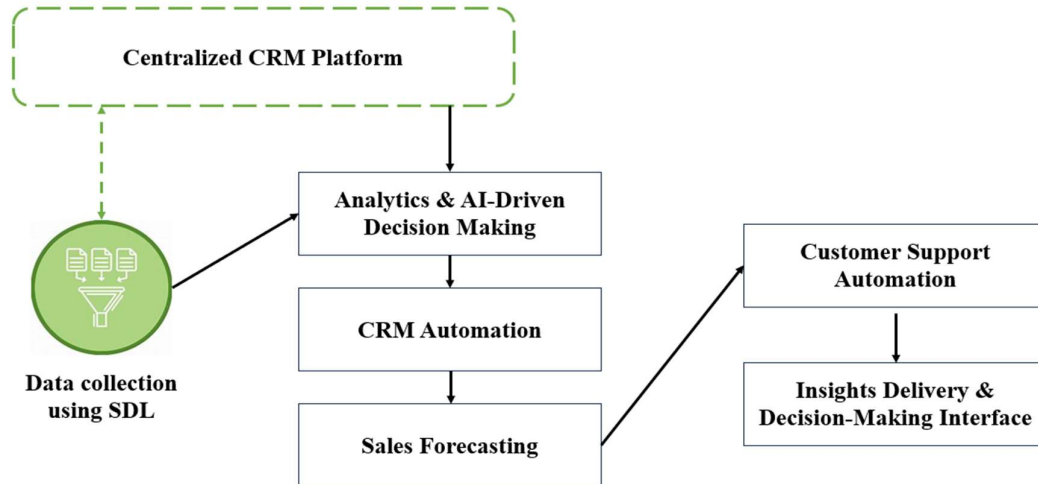 Centralized CRM Platform
Analytics & AI-Driven
Decision Making
CRM Automation
Sales Forecasting
Data collection
using SDL
Customer Support
Automation
Insights Delivery &
Decision-Making Interface